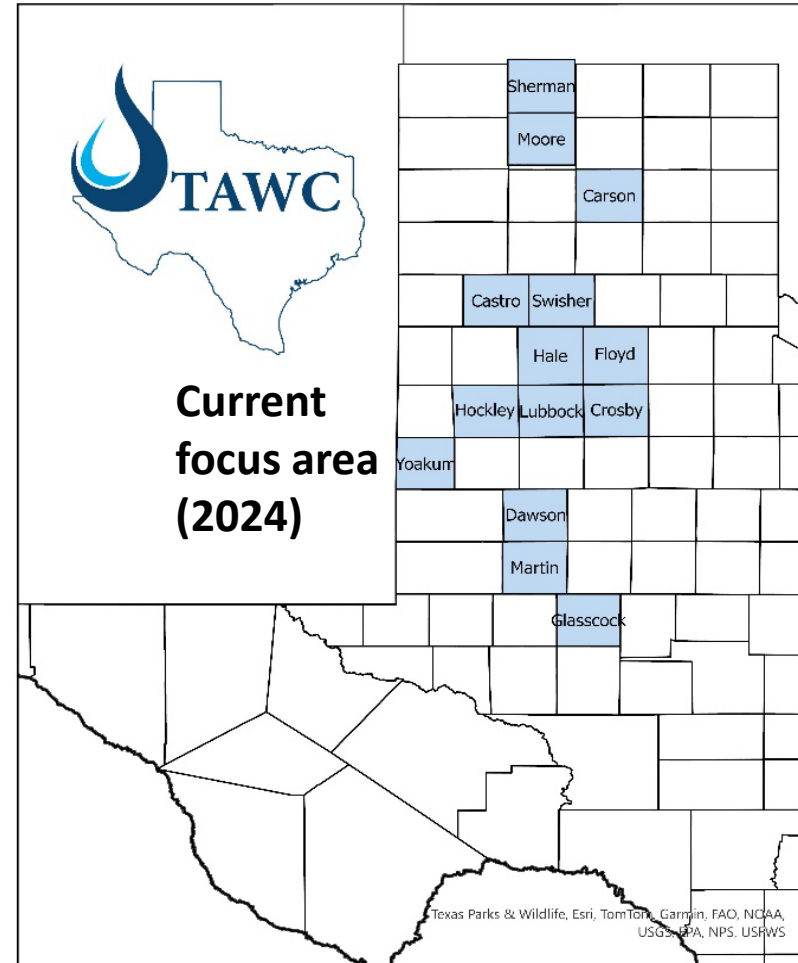 TAWC
Current
focus area
(2024)
Sherman
Moore
Carson
Castro Swisher
Hale Floyd
Hockley Lubbock Crosby
Yoakum
Dawson
Martin
Glasscock
Texas Parks & Wildlife, Esri, TomTom, Garmin, FAO, NOAA,
USGS, EPA, NPS, USFWS